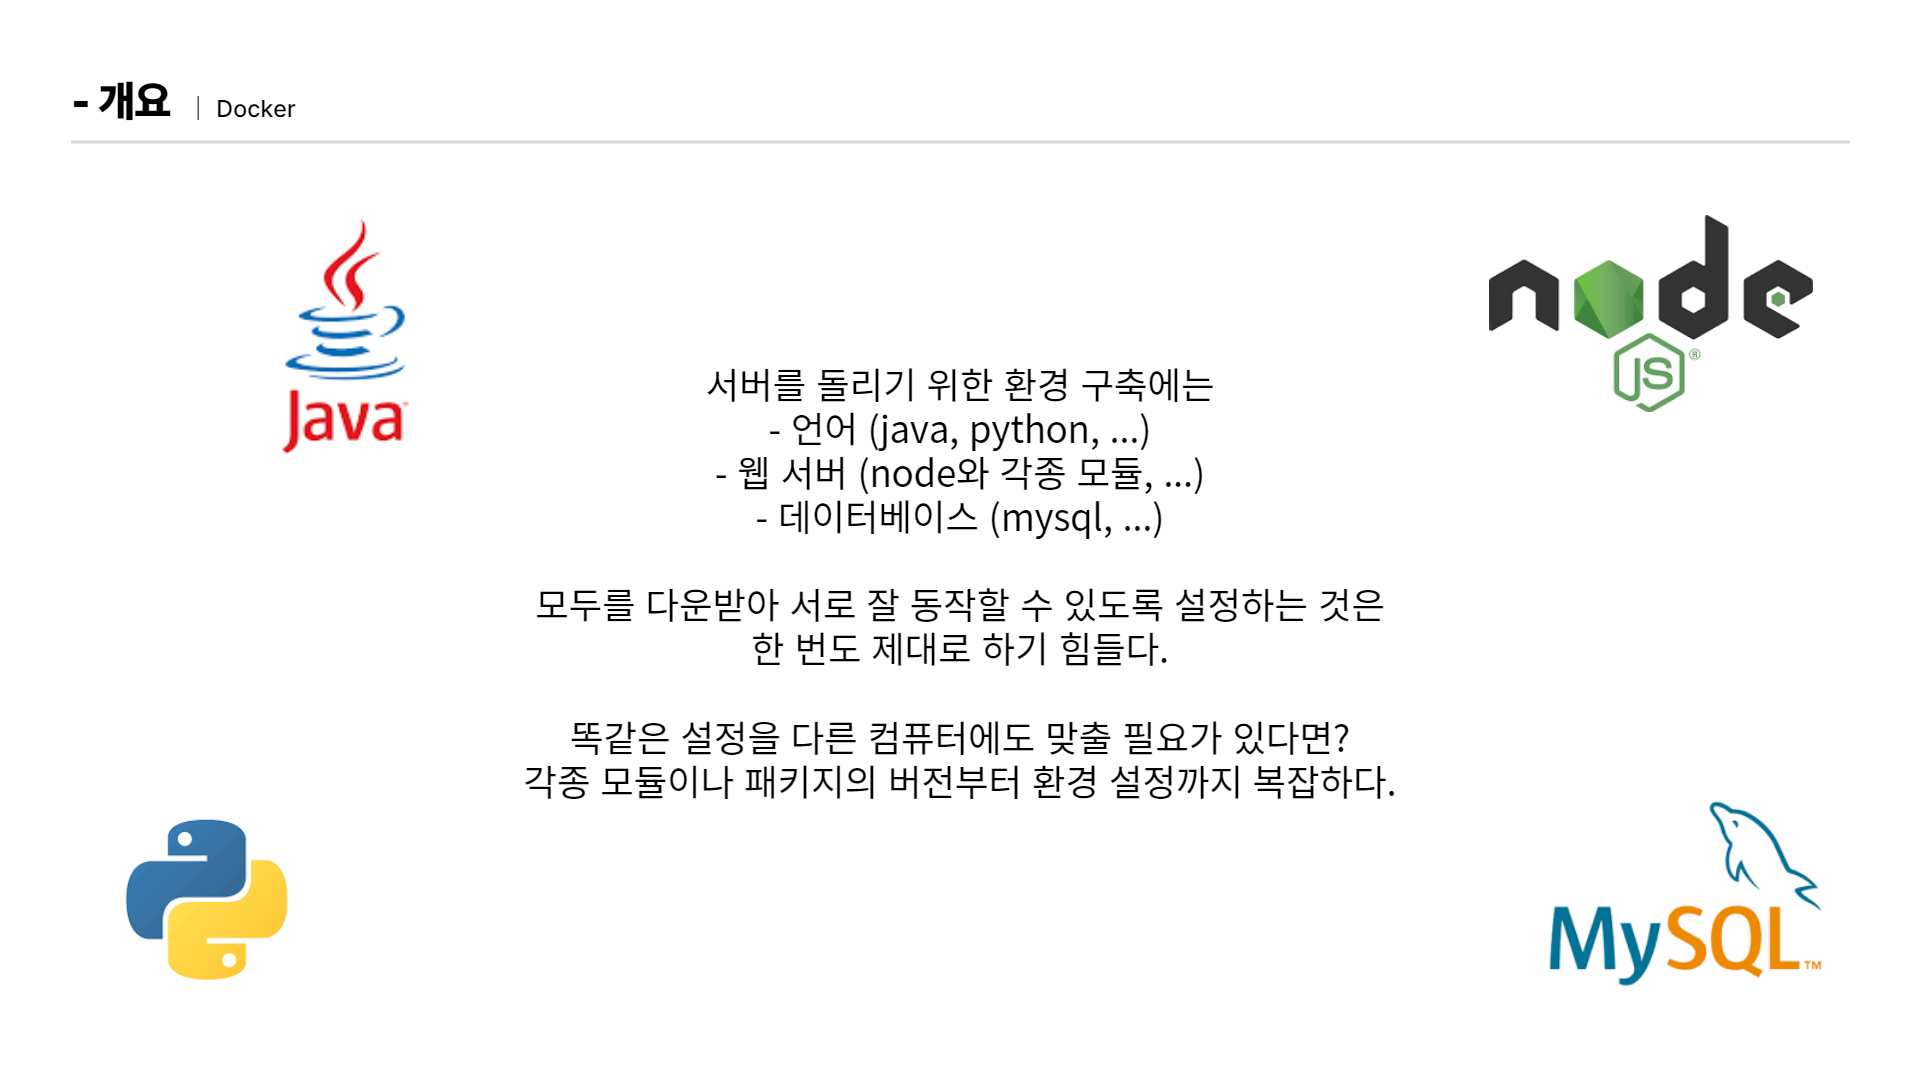 - 개요 | Docker
Java™
node
JS®
서버를 돌리기 위한 환경 구축에는
- 언어 (java, python, ...)
- 웹 서버 (node와 각종 모듈, ...)
- 데이터베이스 (mysql, ...)
모두를 다운받아 서로 잘 동작할 수 있도록 설정하는 것은
한 번도 제대로 하기 힘들다.
똑같은 설정을 다른 컴퓨터에도 맞출 필요가 있다면?
각종 모듈이나 패키지의 버전부터 환경 설정까지 복잡하다.
MySQL™